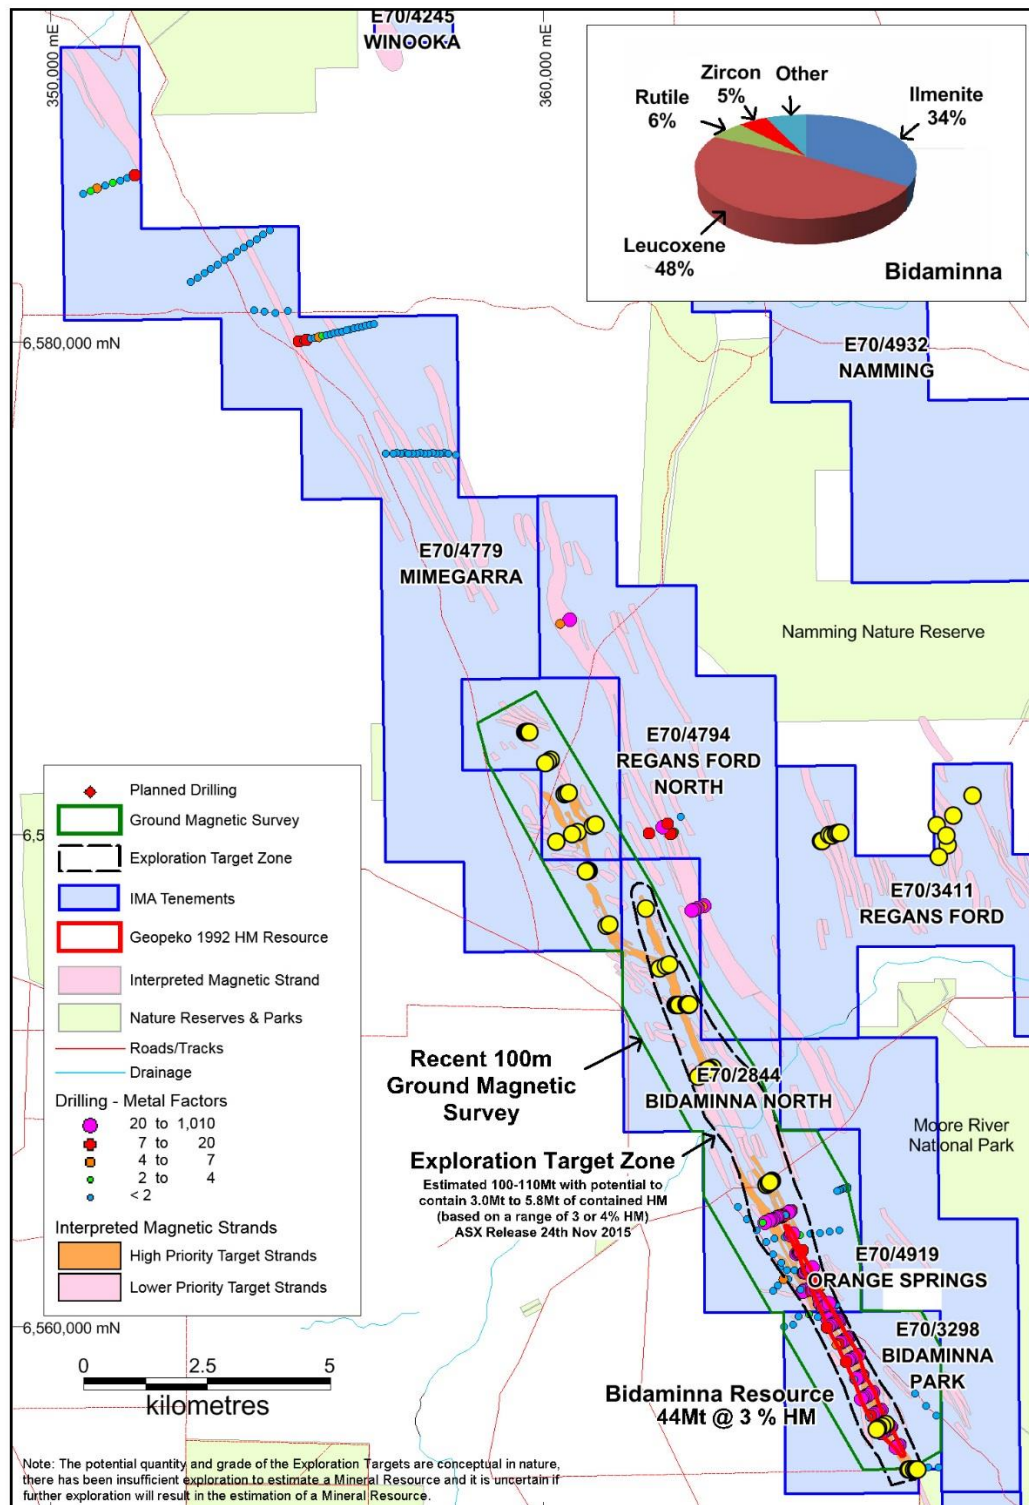 E70/4245
WINOOKA
350,000 mE
360,000 mE
Zircon
5%
Other
Rutile
6%
Ilmenite
34%
Leucoxene
48%
Bidaminna
6,580,000 mN
E70/4932
NAMMING
E70/4779
MIMEGARRA
Namming Nature Reserve
E70/4794
REGANS FORD
NORTH
6,5
E70/3411
REGANS FORD
Planned Drilling
Ground Magnetic Survey
Exploration Target Zone
IMA Tenements
Geopeko 1992 HM Resource
Interpreted Magnetic Strand
Nature Reserves & Parks
Roads/Tracks
Drainage
Drilling - Metal Factors
20 to 1,010
7 to 20
4 to 7
2 to 4
< 2
Interpreted Magnetic Strands
High Priority Target Strands
Lower Priority Target Strands
Recent 100m
Ground Magnetic
Survey
E70/2844
BIDAMINNA NORTH
Moore River
National Park
Exploration Target Zone
Estimated 100-110Mt with potential to
contain 3.0Mt to 5.8Mt of contained HM
(based on a range of 3 or 4% HM)
ASX Release 24th Nov 2015
E70/4919
ORANGE SPRINGS
6,560,000 mN
E70/3298
BIDAMINNA
PARK
0 2.5 5
kilometres
Bidaminna Resource
44Mt @ 3 % HM
Note: The potential quantity and grade of the Exploration Targets are conceptual in nature,
there has been insufficient exploration to estimate a Mineral Resource and it is uncertain if
further exploration will result in the estimation of a Mineral Resource.